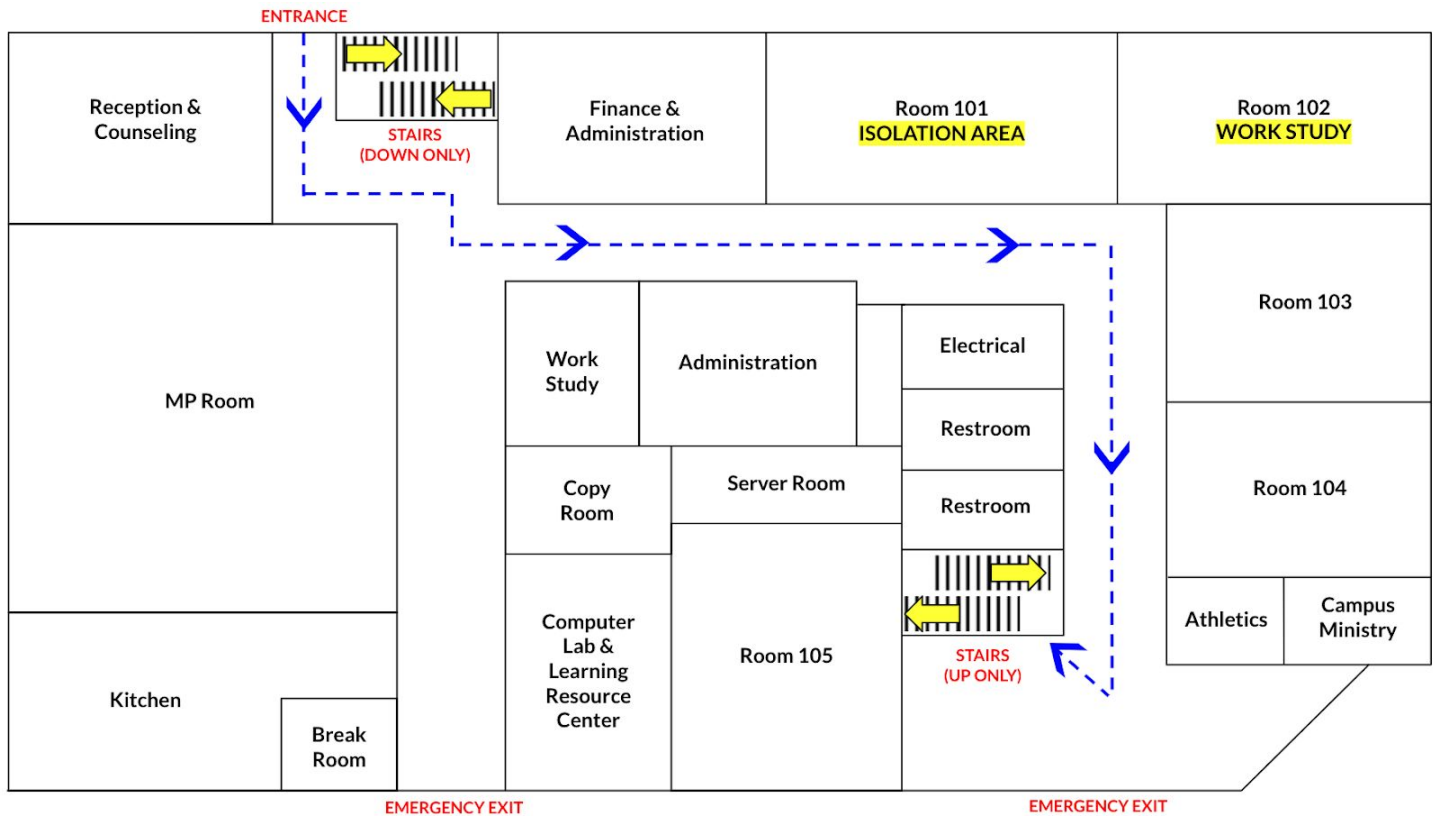 ENTRANCE
Reception &
Counseling
STAIRS
(DOWN ONLY)
Finance &
Administration
Room 101
ISOLATION AREA
Room 102
WORK STUDY
MP Room
Work
Study
Administration
Electrical
Room 103
Restroom
Copy
Room
Server Room
Restroom
Room 104
Computer
Lab &
Learning
Resource
Center
Room 105
STAIRS
(UP ONLY)
Athletics
Campus
Ministry
Kitchen
Break
Room
EMERGENCY EXIT
EMERGENCY EXIT